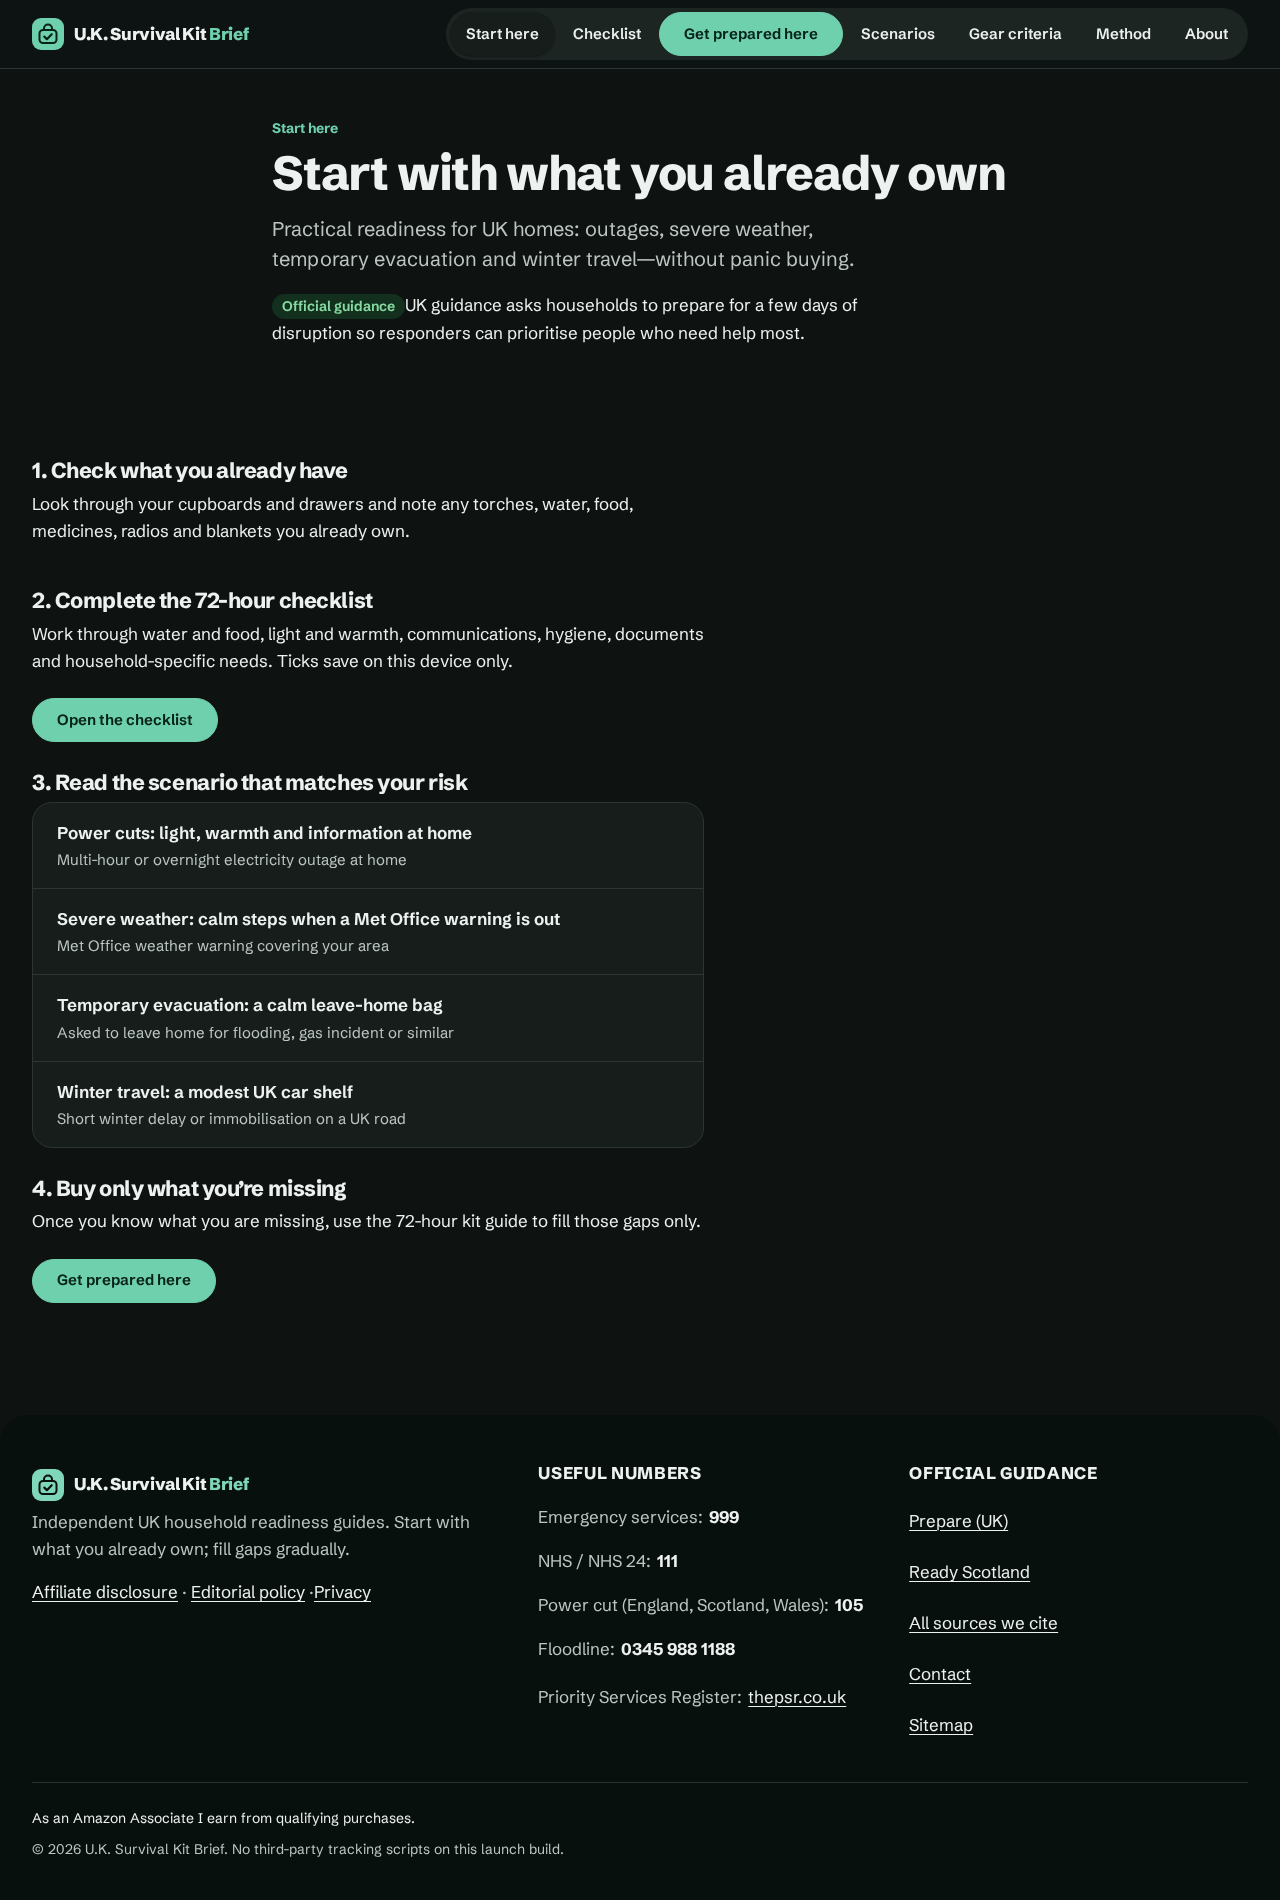 U.K. Survival Kit Brief
Start here
Checklist
Get prepared here
Scenarios
Gear criteria
Method
About
Start here
Start with what you already own
Practical readiness for UK homes: outages, severe weather,
temporary evacuation and winter travel—without panic buying.
Official guidance UK guidance asks households to prepare for a few days of
disruption so responders can prioritise people who need help most.
1. Check what you already have
Look through your cupboards and drawers and note any torches, water, food,
medicines, radios and blankets you already own.
2. Complete the 72-hour checklist
Work through water and food, light and warmth, communications, hygiene, documents
and household-specific needs. Ticks save on this device only.
Open the checklist
3. Read the scenario that matches your risk
Power cuts: light, warmth and information at home
Multi-hour or overnight electricity outage at home
Severe weather: calm steps when a Met Office warning is out
Met Office weather warning covering your area
Temporary evacuation: a calm leave-home bag
Asked to leave home for flooding, gas incident or similar
Winter travel: a modest UK car shelf
Short winter delay or immobilisation on a UK road
4. Buy only what you’re missing
Once you know what you are missing, use the 72-hour kit guide to fill those gaps only.
Get prepared here
U.K. Survival Kit Brief
Independent UK household readiness guides. Start with
what you already own; fill gaps gradually.
Affiliate disclosure · Editorial policy ·Privacy
USEFUL NUMBERS
Emergency services: 999
NHS / NHS 24: 111
Power cut (England, Scotland, Wales): 105
Floodline: 0345 988 1188
Priority Services Register: thepsr.co.uk
OFFICIAL GUIDANCE
Prepare (UK)
Ready Scotland
All sources we cite
Contact
Sitemap
As an Amazon Associate I earn from qualifying purchases.
© 2026 U.K. Survival Kit Brief. No third-party tracking scripts on this launch build.